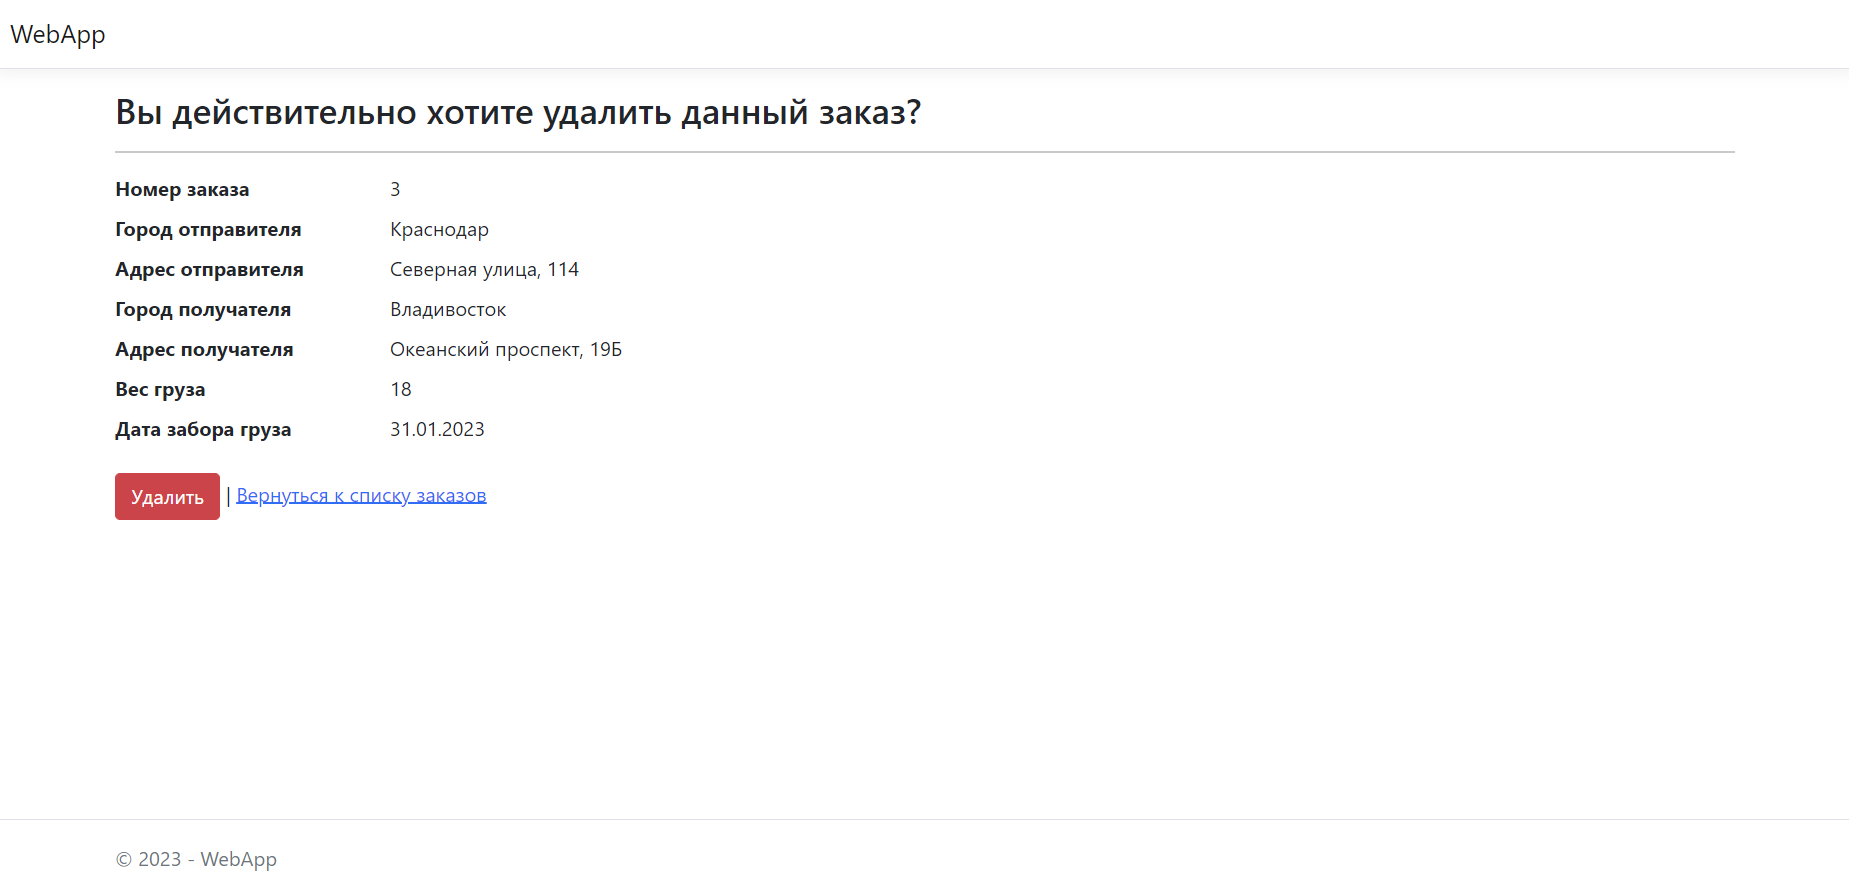 WebApp
Вы действительно хотите удалить данный заказ?
Номер заказа 3
Город отправителя Краснодар
Адрес отправителя Северная улица, 114
Город получателя Владивосток
Адрес получателя Океанский проспект, 19Б
Вес груза 18
Дата забора груза 31.01.2023
Удалить | Вернуться к списку заказов
© 2023 - WebApp